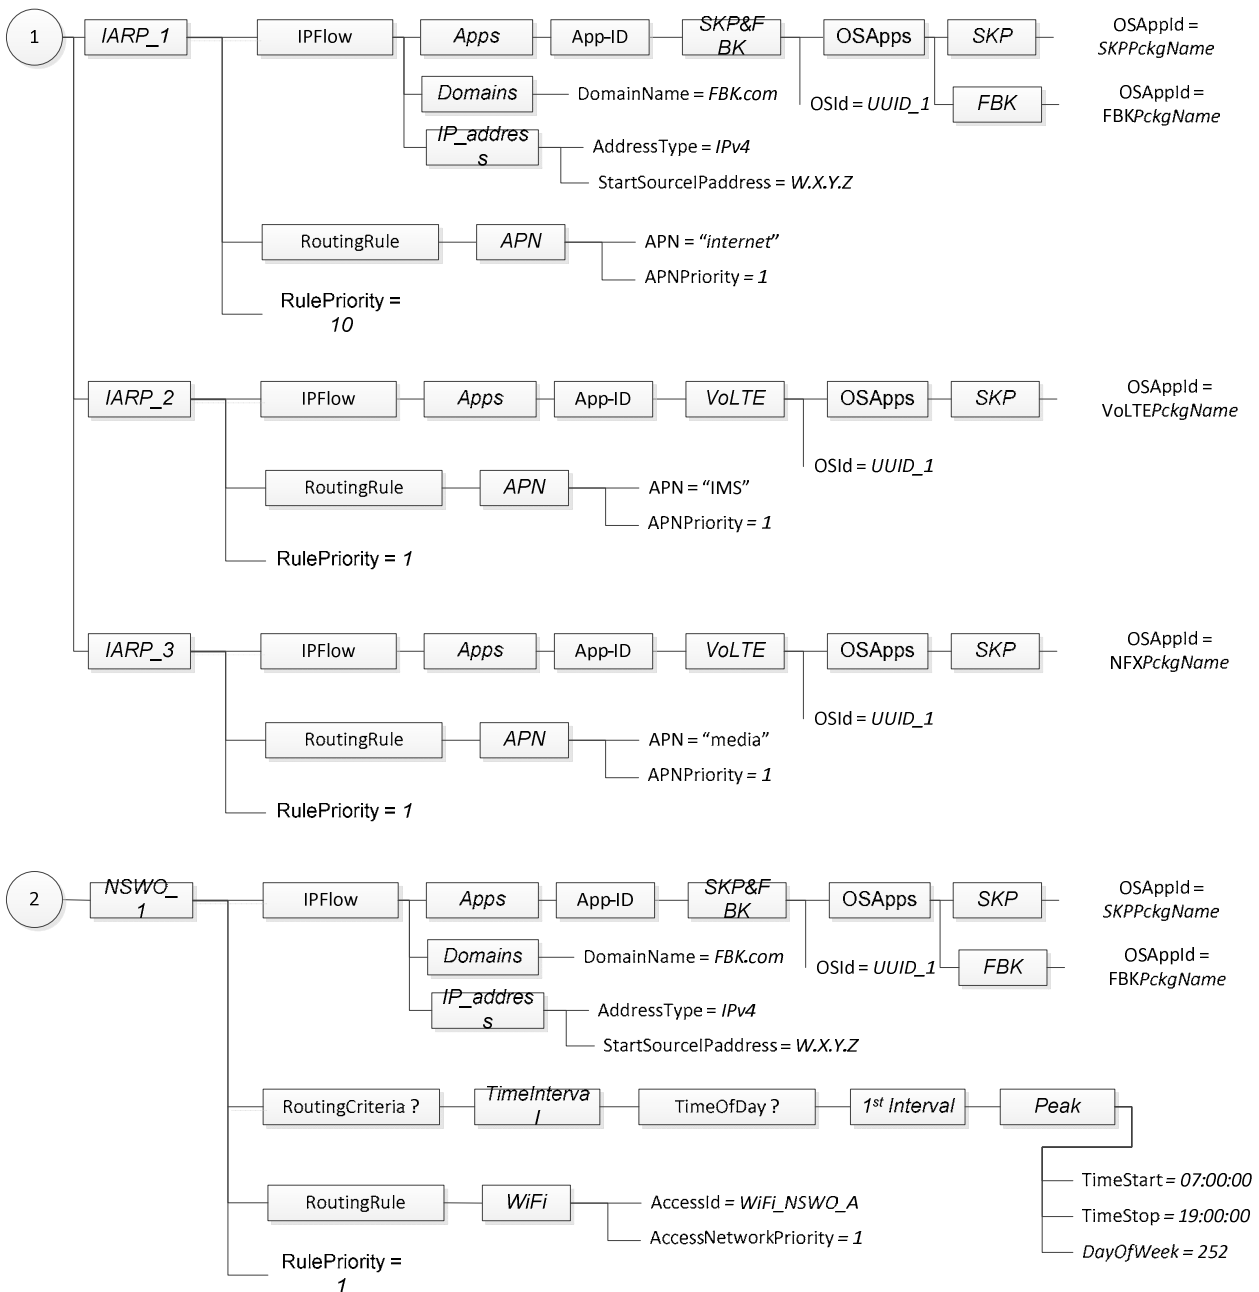 1
IARP_1
IPFlow
Apps
App-ID
SKP&F
BK
OSApps
SKP
OSAppId =
SKPPckgName
Domains
DomainName = FBK.com
OSId = UUID_1
FBK
OSAppId =
FBKPckgName
IP_addres
s
AddressType = IPv4
StartSourceIPaddress = W.X.Y.Z
RoutingRule
APN
APN = “internet”
APNPriority = 1
RulePriority =
10
IARP_2
IPFlow
Apps
App-ID
VoLTE
OSApps
SKP
OSAppId =
VoLTEPckgName
OSId = UUID_1
RoutingRule
APN
APN = “IMS”
APNPriority = 1
RulePriority = 1
IARP_3
IPFlow
Apps
App-ID
VoLTE
OSApps
SKP
OSAppId =
NFXPckgName
OSId = UUID_1
RoutingRule
APN
APN = “media”
APNPriority = 1
RulePriority = 1
2
NSWO_
1
IPFlow
Apps
App-ID
SKP&F
BK
OSApps
SKP
OSAppId =
SKPPckgName
Domains
DomainName = FBK.com
OSId = UUID_1
FBK
OSAppId =
FBKPckgName
IP_addres
s
AddressType = IPv4
StartSourceIPaddress = W.X.Y.Z
RoutingCriteria ?
TimeInterva
l
TimeOfDay ?
1st Interval
Peak
TimeStart = 07:00:00
TimeStop = 19:00:00
DayOfWeek = 252
RoutingRule
WiFi
AccessId = WiFi_NSWO_A
AccessNetworkPriority = 1
RulePriority =
1